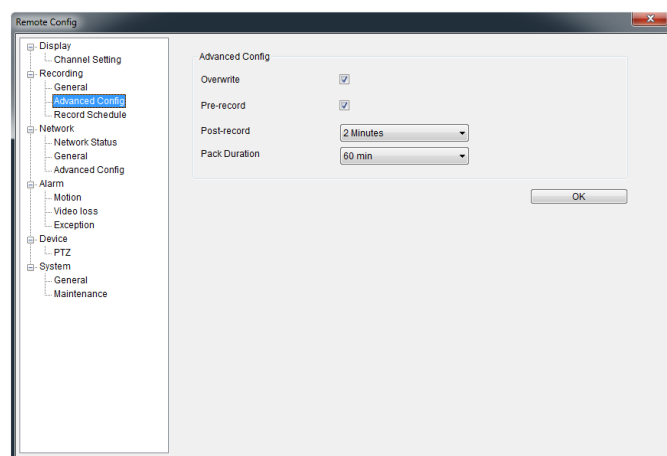 Remote Config
Display
Channel Setting
Recording
General
Advanced Config
Record Schedule
Network
Network Status
General
Advanced Config
Alarm
Motion
Video loss
Exception
Device
PTZ
System
General
Maintenance
Advanced Config
Overwrite
Pre-record
Post-record 2 Minutes
Pack Duration 60 min
OK